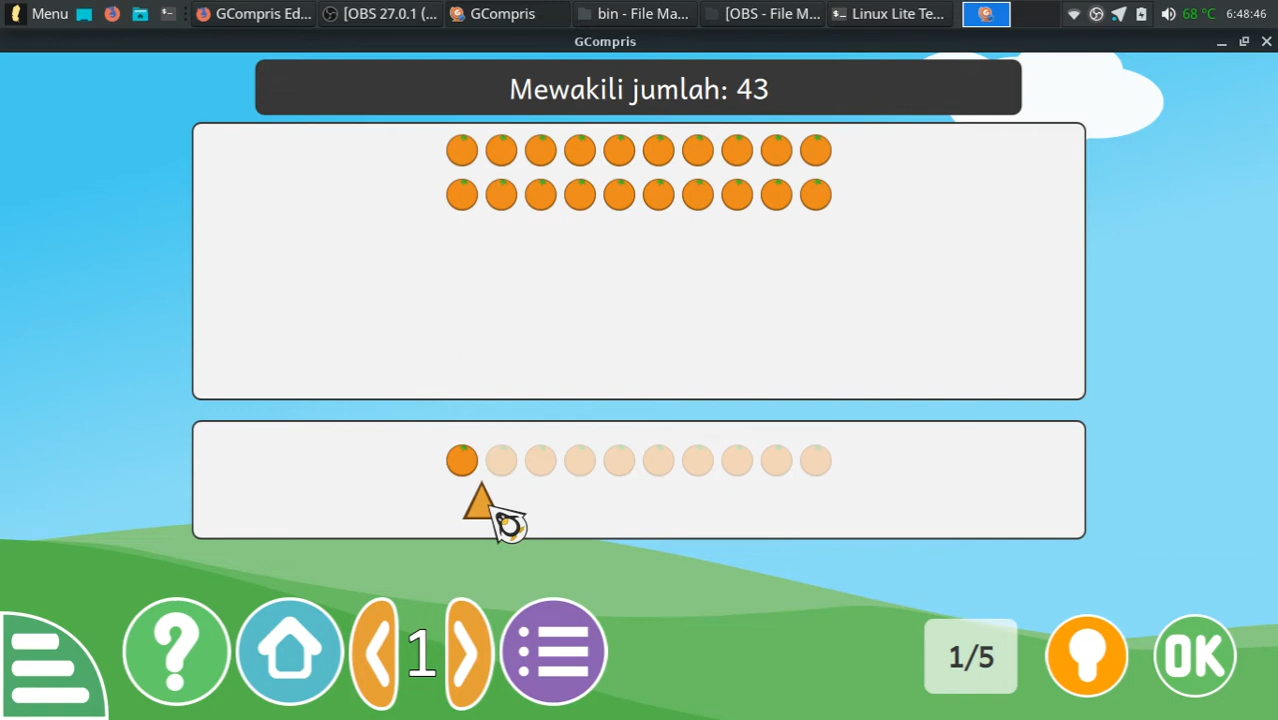 Menu GCompris Ed... [OBS 27.0.1 (... GCompris bin - File Ma... [OBS - File M... Linux Lite Te... 68 °C 6:48:46
GCompris
Mewakili jumlah: 43
? 1 1/5 OK